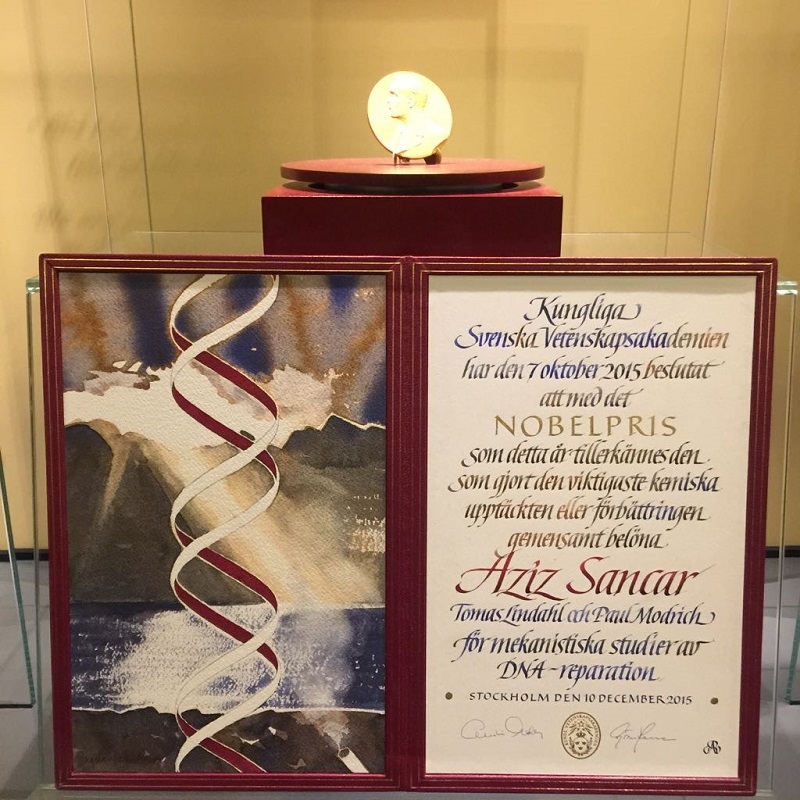 Kungliga
Svenska Vetenskapsakademien
har den 7 oktober 2015 beslutat
att med det
NOBELPRIS
som detta år tillerkännes den
som gjort den viktigaste kemiska
upptäckten eller förbättringen
gemensamt belöna
Aziz Sancar
Tomas Lindahl och Paul Modrich
för mekanistiska studier av
DNA-reparation
STOCKHOLM DEN 10 DECEMBER 2015